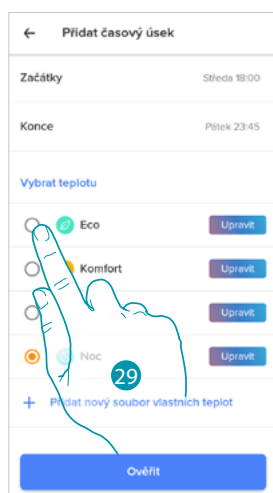 ← Přidat časový úsek
Začátky Středa 18:00
Konce Pátek 23:45
Vybrat teplotu
Eco Upravit
Komfort Upravit
Upravit
Noc Upravit
29
+ Přidat nový soubor vlastních teplot
Ověřit